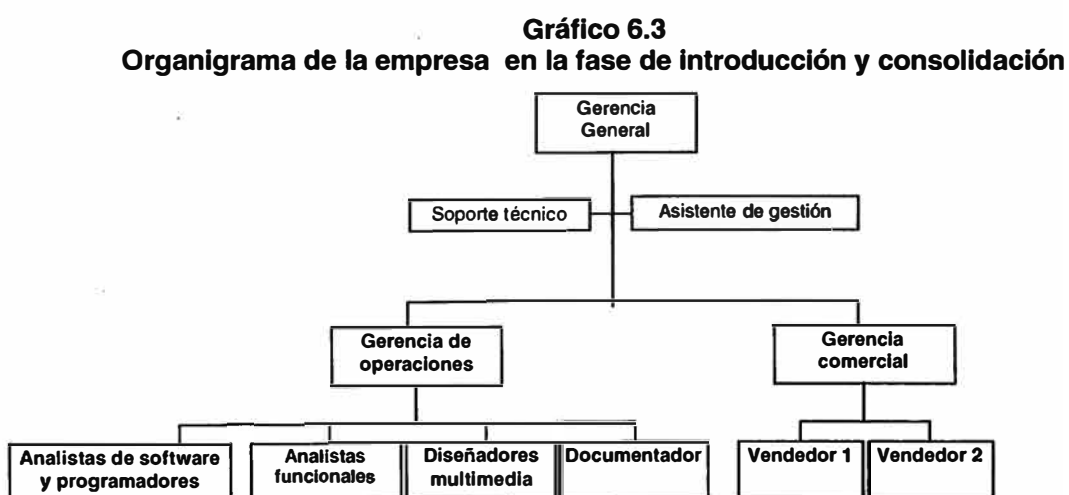 Gráfico 6.3
Organigrama de la empresa en la fase de introducción y consolidación
Gerencia
General
Soporte técnico
Asistente de gestión
Gerencia de
operaciones
Gerencia
comercial
Analistas de software
y programadores
Analistas
funcionales
Diseñadores
multimedia
Documentador
Vendedor 1
Vendedor 2